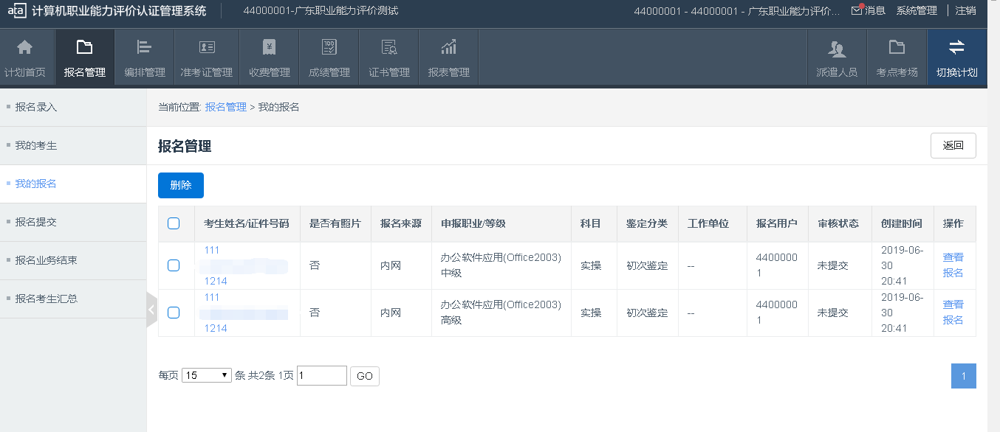 ata 计算机职业能力评价认证管理系统 44000001-广东职业能力评价测试 44000001 - 44000001 - 广东职业能力评价... 消息 系统管理 注销
计划首页 报名管理 编排管理 准考证管理 收费管理 成绩管理 证书管理 报表管理 派遣人员 考点考场 切换计划
报名录入
我的考生
我的报名
报名提交
报名业务结束
报名考生汇总
当前位置: 报名管理 > 我的报名
报名管理 返回
删除
考生姓名/证件号码 是否有照片 报名来源 申报职业/等级 科目 鉴定分类 工作单位 报名用户 审核状态 创建时间 操作
111
1214
否 内网
办公软件应用(Office2003)
中级
实操 初次鉴定 --
4400000
1
未提交
2019-06-
30
20:41
查看
报名
111
1214
否 内网
办公软件应用(Office2003)
高级
实操 初次鉴定 --
4400000
1
未提交
2019-06-
30
20:41
查看
报名
每页 15 条 共2条 1页 1 GO 1